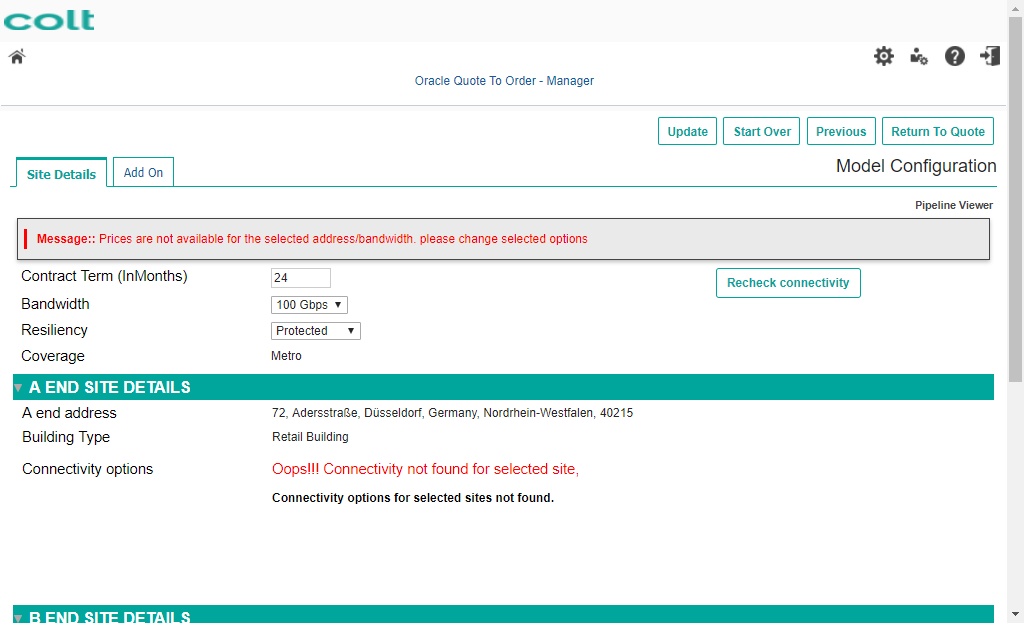 colt
Oracle Quote To Order - Manager
Update Start Over Previous Return To Quote
Site Details Add On Model Configuration
Pipeline Viewer
Message:: Prices are not available for the selected address/bandwidth. please change selected options
Contract Term (InMonths) 24 Recheck connectivity
Bandwidth 100 Gbps
Resiliency Protected
Coverage Metro
A END SITE DETAILS
A end address 72, Adersstraße, Düsseldorf, Germany, Nordrhein-Westfalen, 40215
Building Type Retail Building
Connectivity options Oops!!! Connectivity not found for selected site,
Connectivity options for selected sites not found.
B END SITE DETAILS